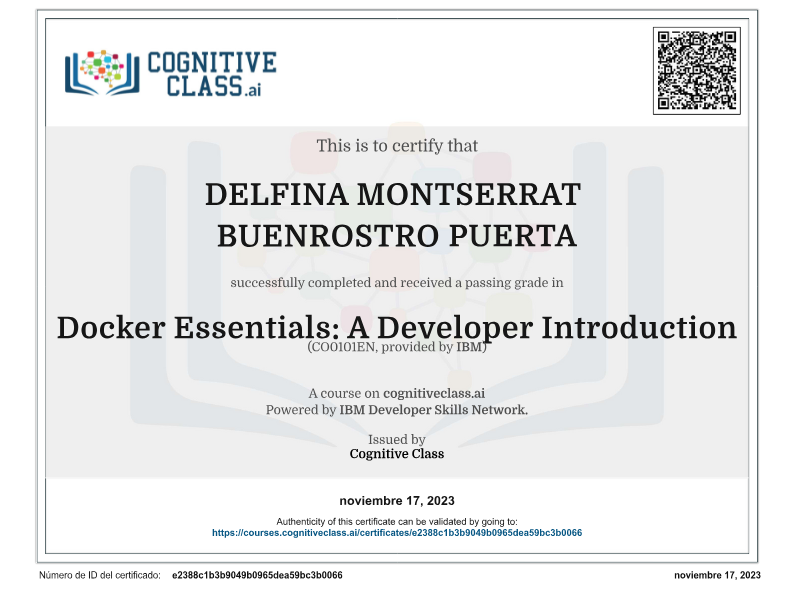 COGNITIVE
CLASS.ai
This is to certify that
DELFINA MONTSERRAT
BUENROSTRO PUERTA
successfully completed and received a passing grade in
Docker Essentials: A Developer Introduction
(CO0101EN, provided by IBM)
A course on cognitiveclass.ai
Powered by IBM Developer Skills Network.
Issued by
Cognitive Class
noviembre 17, 2023
Authenticity of this certificate can be validated by going to:
https://courses.cognitiveclass.ai/certificates/e2388c1b3b9049b0965dea59bc3b0066
Número de ID del certificado: e2388c1b3b9049b0965dea59bc3b0066 noviembre 17, 2023